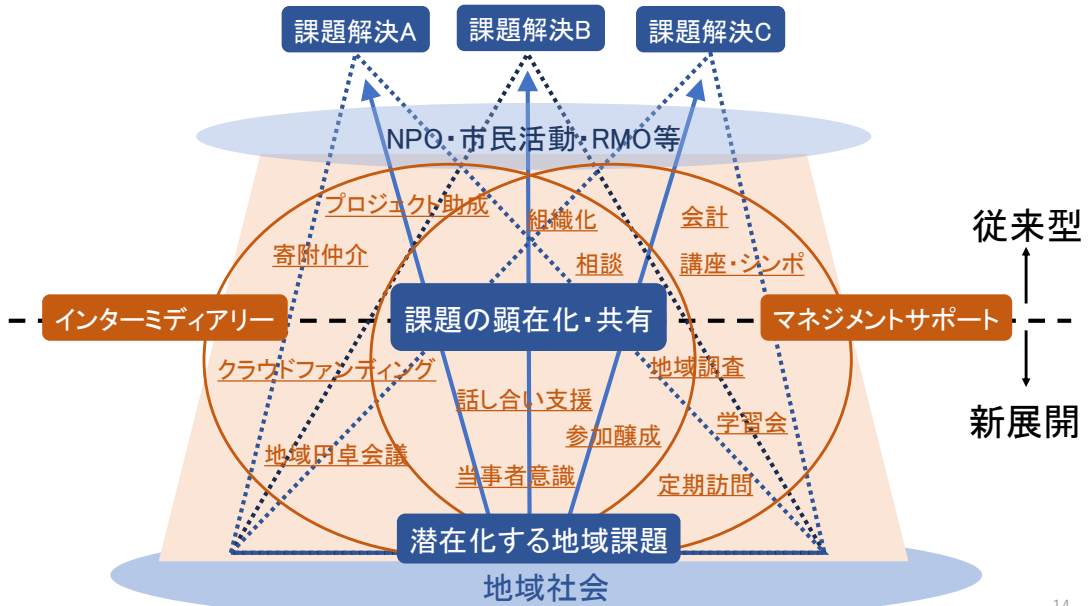 課題解決A
課題解決B
課題解決C
NPO・市民活動・RMO等
プロジェクト助成
組織化
会計
寄附仲介
相談
講座・シンポ
従来型
インターミディアリー
課題の顕在化・共有
マネジメントサポート
クラウドファンディング
地域調査
話し合い支援
新展開
学習会
参加醸成
地域円卓会議
当事者意識
定期訪問
潜在化する地域課題
地域社会
14